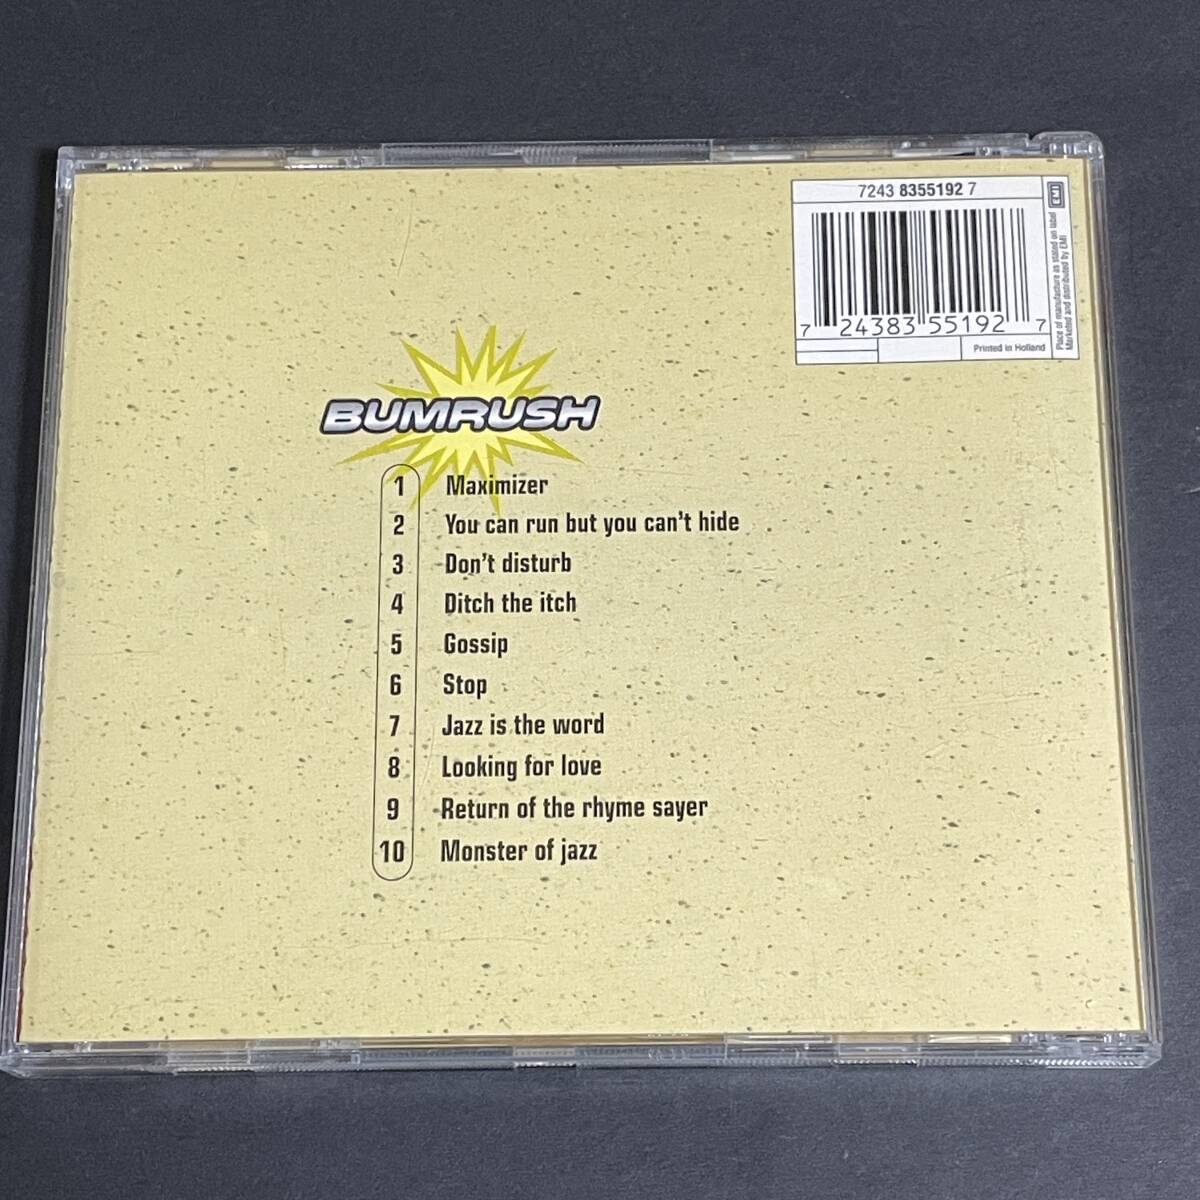 7243 8355192 7
7 24383 55192 7
Printed in Holland
EMI
Place of manufacture as stated on label
Marketed and distributed by EMI
BUMRUSH
1 Maximizer
2 You can run but you can't hide
3 Don't disturb
4 Ditch the itch
5 Gossip
6 Stop
7 Jazz is the word
8 Looking for love
9 Return of the rhyme sayer
10 Monster of jazz